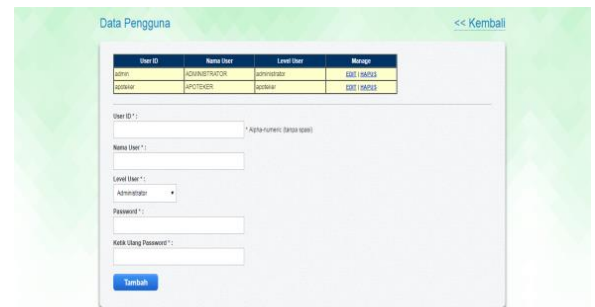 Data Pengguna
<< Kembali
User ID Nama User Level User Manage
admin ADMINISTRATOR administrator EDIT | HAPUS
apoteker APOTEKER apoteker EDIT | HAPUS
User ID * :
* Alpha-numeric (tanpa spasi)
Nama User * :
Level User * :
Administrator
Password * :
Ketik Ulang Password * :
Tambah